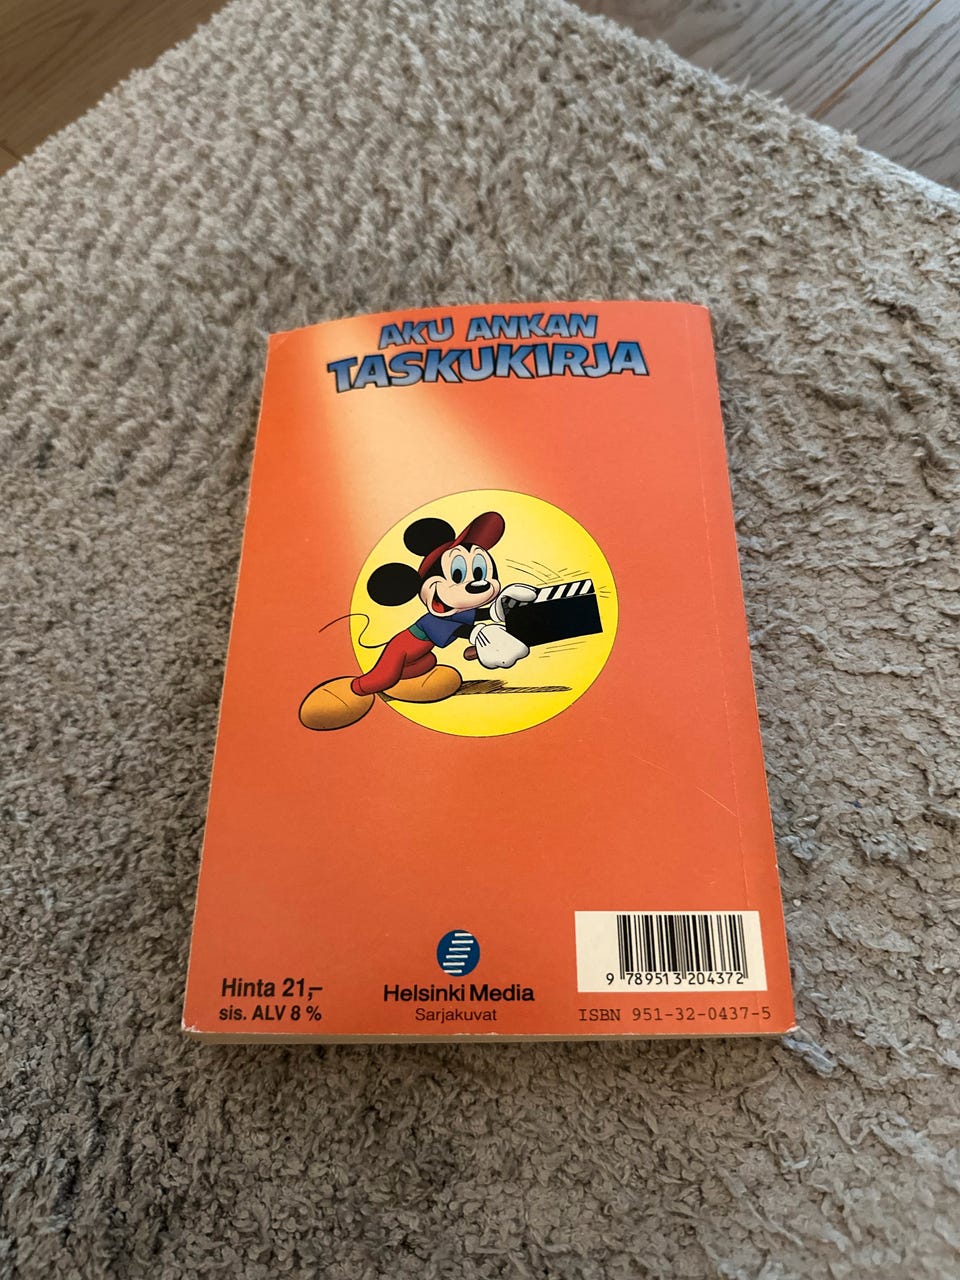 AKU ANKAN
TASKUKIRJA
Hinta 21,–
sis. ALV 8 %
Helsinki Media
Sarjakuvat
9 789513 204372
ISBN 951-32-0437-5